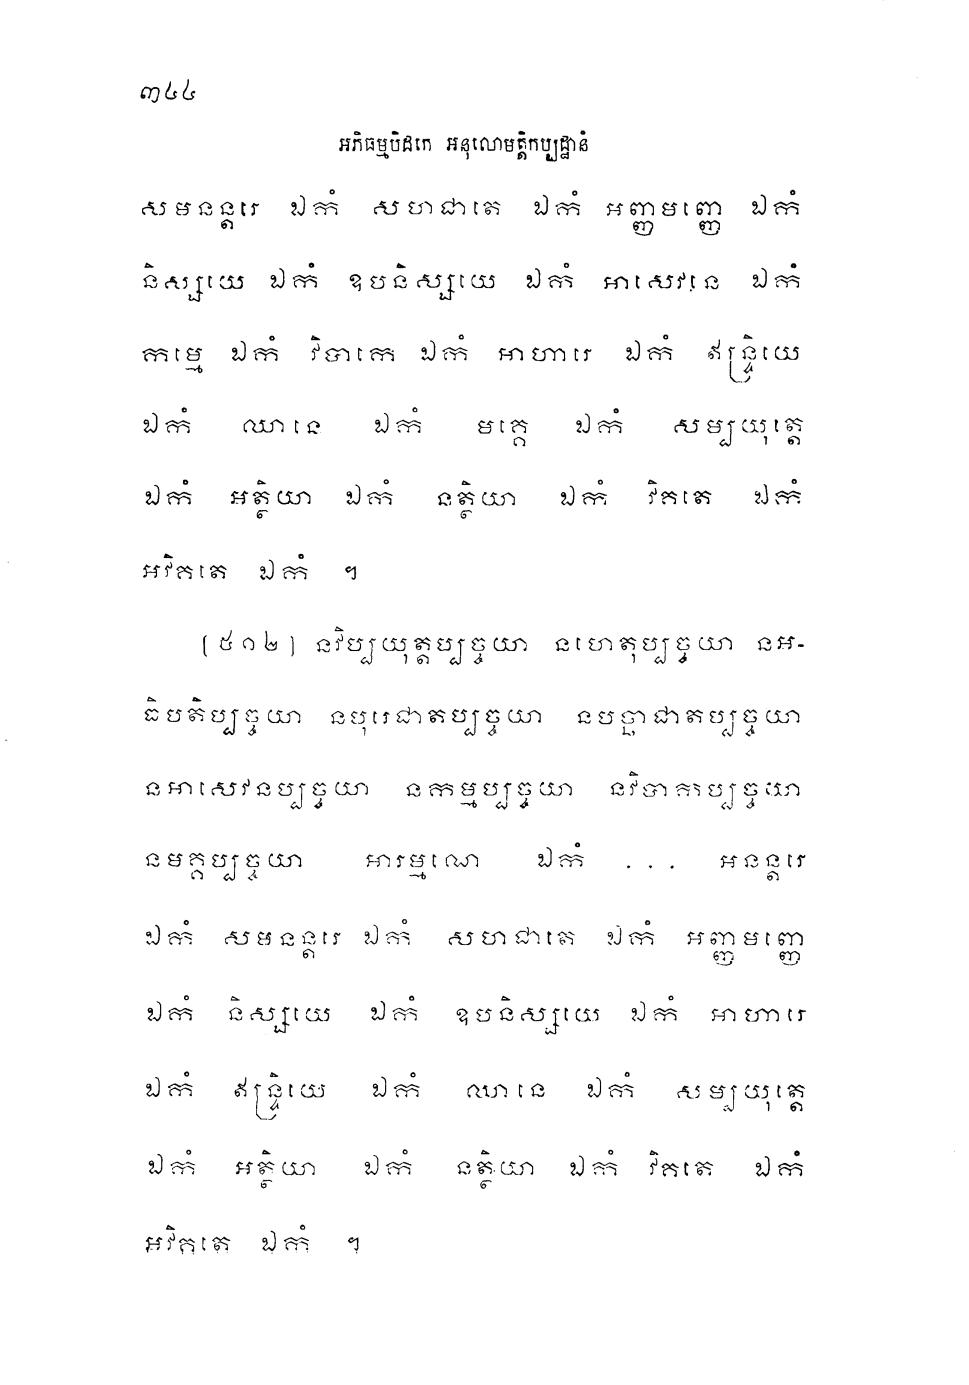 ៣៤៤
អភិធម្មបិដកេ អនុលោមត្តិកប្បដ្ឋានំ
សមនន្តរេ ឯកំ សហជាតេ ឯកំ អញ្ញមញ្ញេ ឯកំ
និស្សយេ ឯកំ ឧបនិស្សយេ ឯកំ អាសេវនេ ឯកំ
កម្មេ ឯកំ វិបាកេ ឯកំ អាហារេ ឯកំ ឥន្ទ្រិយេ
ឯកំ ឈានេ ឯកំ មគ្គេ ឯកំ សម្បយុត្តេ
ឯកំ អត្ថិយា ឯកំ នត្ថិយា ឯកំ វិគតេ ឯកំ
អវិគតេ ឯកំ ។
(៥១២) នវិប្បយុត្តប្បច្ចយា នហេតុប្បច្ចយា នអ-
ធិបតិប្បច្ចយា នបុរេជាតប្បច្ចយា នបច្ឆាជាតប្បច្ចយា
នអាសេវនប្បច្ចយា នកម្មប្បច្ចយា នវិបាកប្បច្ចយា
នមគ្គប្បច្ចយា អារម្មណេ ឯកំ . . . អនន្តរេ
ឯកំ សមនន្តរេ ឯកំ សហជាតេ ឯកំ អញ្ញមញ្ញេ
ឯកំ និស្សយេ ឯកំ ឧបនិស្សយេ ឯកំ អាហារេ
ឯកំ ឥន្ទ្រិយេ ឯកំ ឈានេ ឯកំ សម្បយុត្តេ
ឯកំ អត្ថិយា ឯកំ នត្ថិយា ឯកំ វិគតេ ឯកំ
អវិគតេ ឯកំ ។